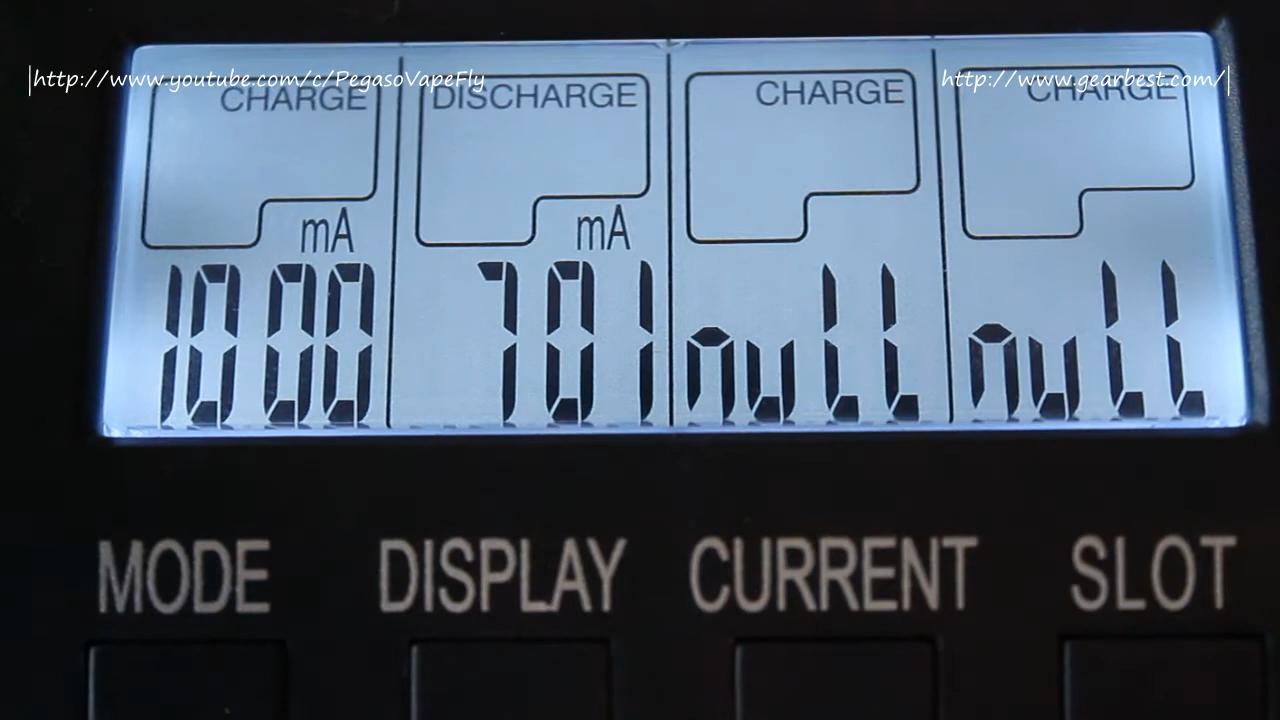 |http://www.youtube.com/c/PegasoVapeFly http://www.gearbest.com/|
CHARGE DISCHARGE CHARGE CHARGE
mA mA
1000 701 null null
MODE DISPLAY CURRENT SLOT